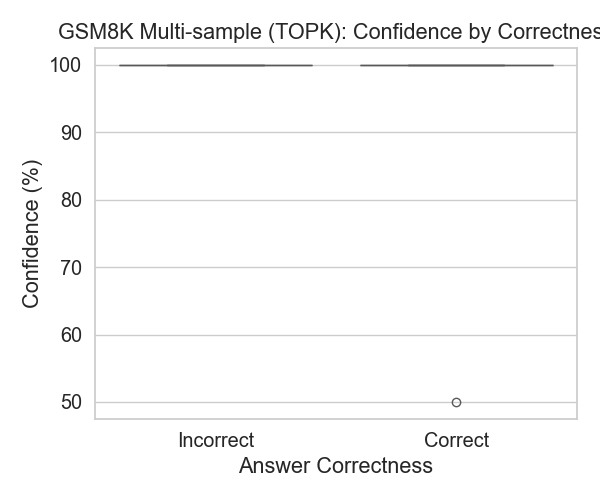 GSM8K Multi-sample (TOPK): Confidence by Correctnes
100
90
80
70
60
50
Confidence (%)
Incorrect Correct
Answer Correctness